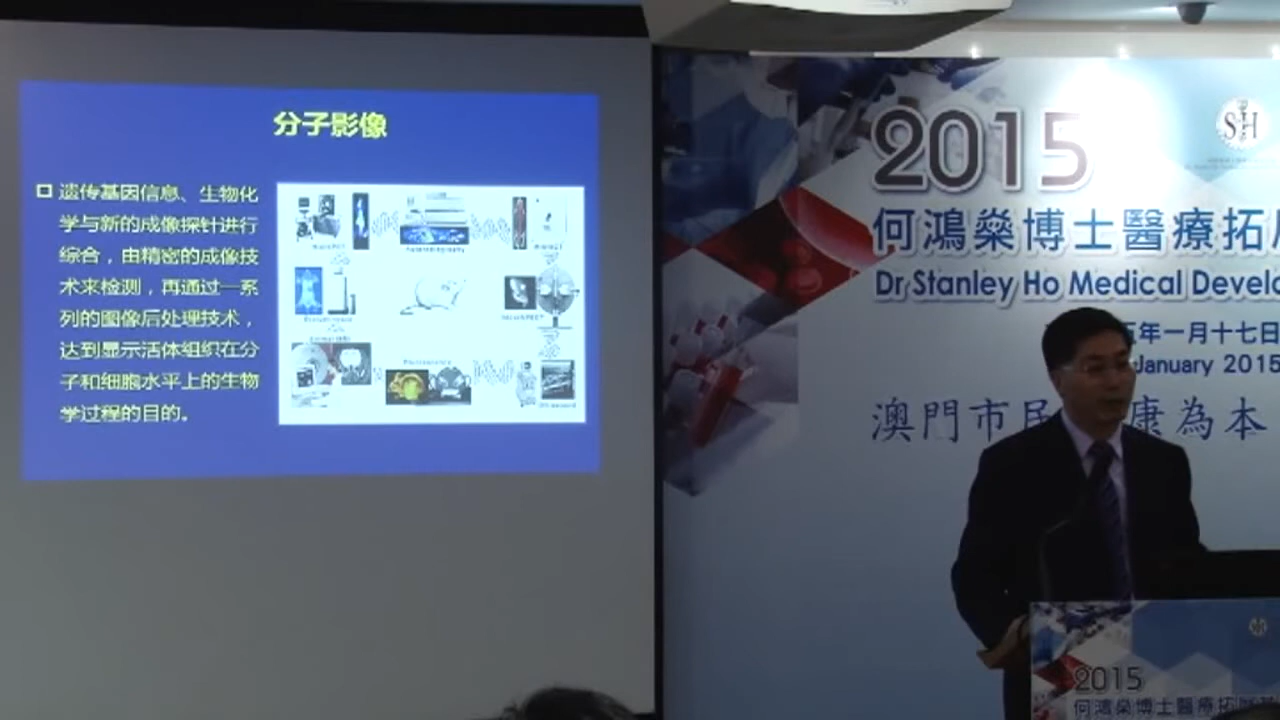 分子影像
遗传基因信息、生物化
学与新的成像探针进行
综合，由精密的成像技
术来检测，再通过一系
列的图像后处理技术，
达到显示活体组织在分
子和细胞水平上的生物
学过程的目的。
2015
SH
何鴻燊博士醫療拓
Dr Stanley Ho Medical Develo
年一月十七日
January 2015
澳門市民 康為本
2015
何鴻燊博士醫療拓